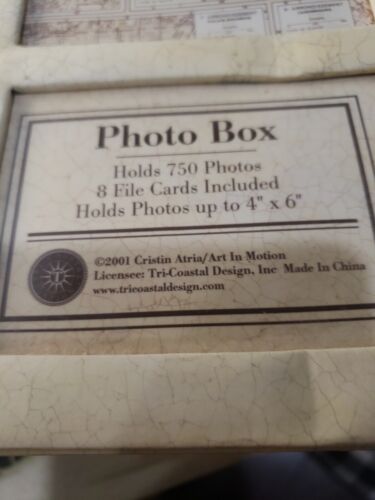 Photo Box
Holds 750 Photos
8 File Cards Included
Holds Photos up to 4" x 6"
©2001 Cristin Atria/Art In Motion
Licensee: Tri-Coastal Design, Inc Made In China
www.tricoastaldesign.com
T